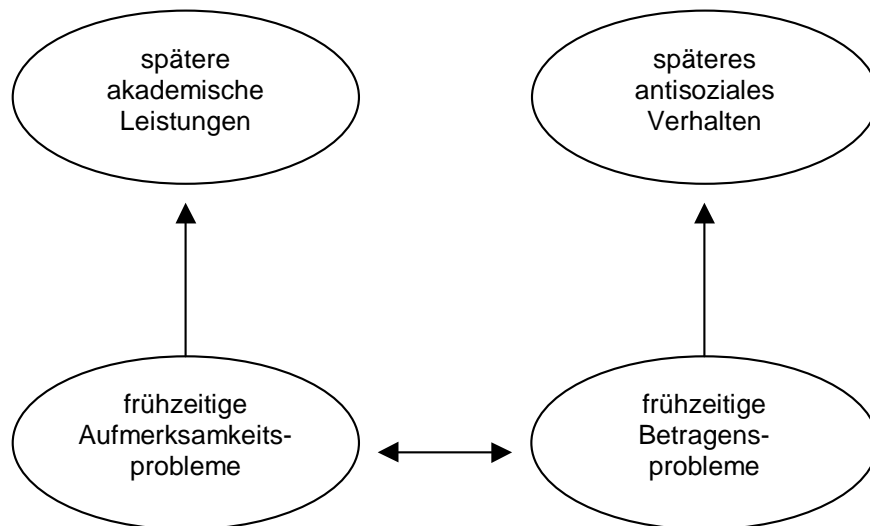 spätere
akademische
Leistungen
späteres
antisoziales
Verhalten
frühzeitige
Aufmerksamkeits-
probleme
frühzeitige
Betragens-
probleme